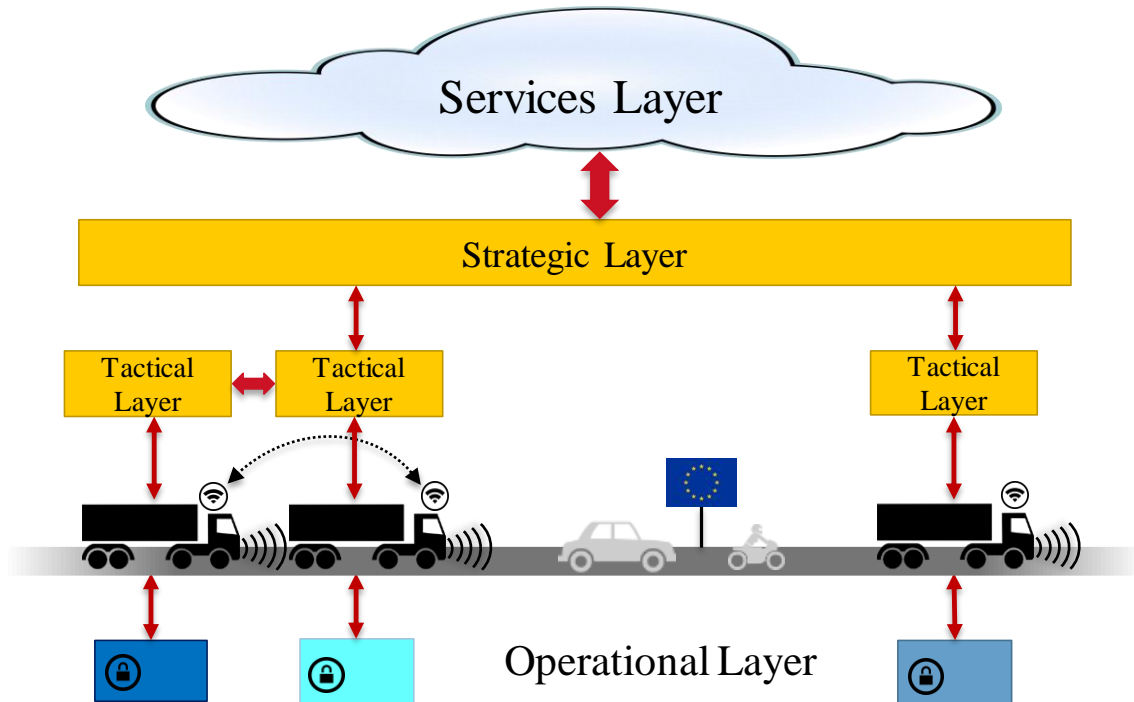 Services Layer
Strategic Layer
Tactical
Layer
Tactical
Layer
Tactical
Layer
Operational Layer